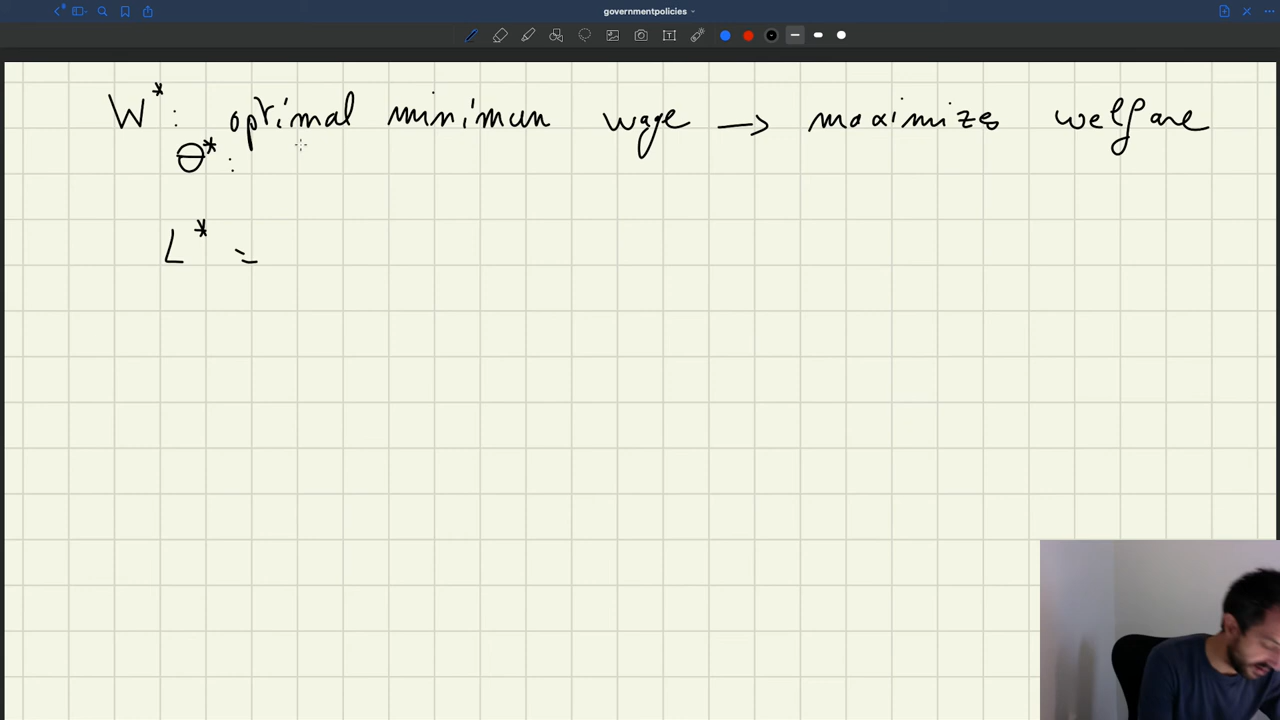 governmentpolicies
W*: optimal minimum wage → maximizes welfare
θ*:
L* =